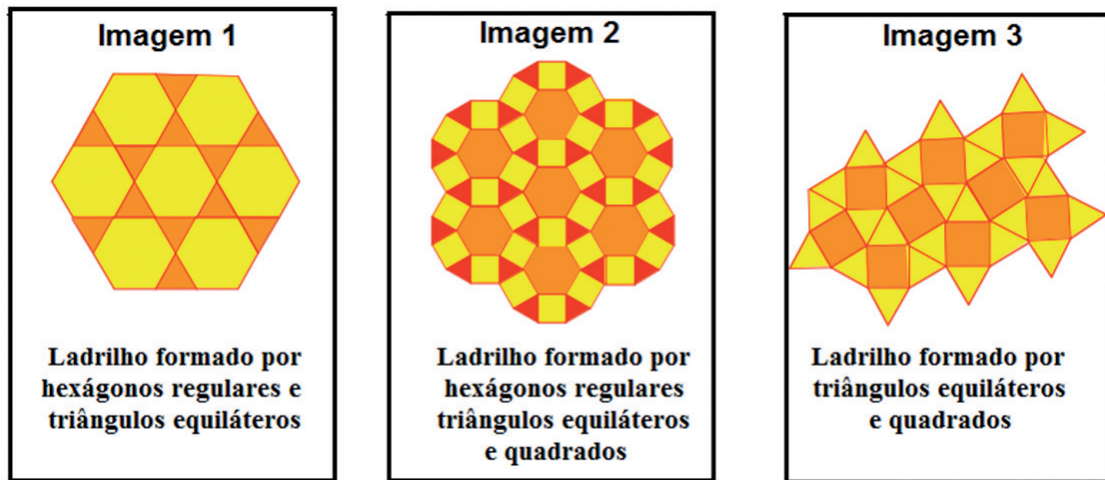 Imagem 1
Ladrilho formado por
hexágonos regulares e
triângulos equiláteros
Imagem 2
Ladrilho formado por
hexágonos regulares
triângulos equiláteros
e quadrados
Imagem 3
Ladrilho formado por
triângulos equiláteros
e quadrados